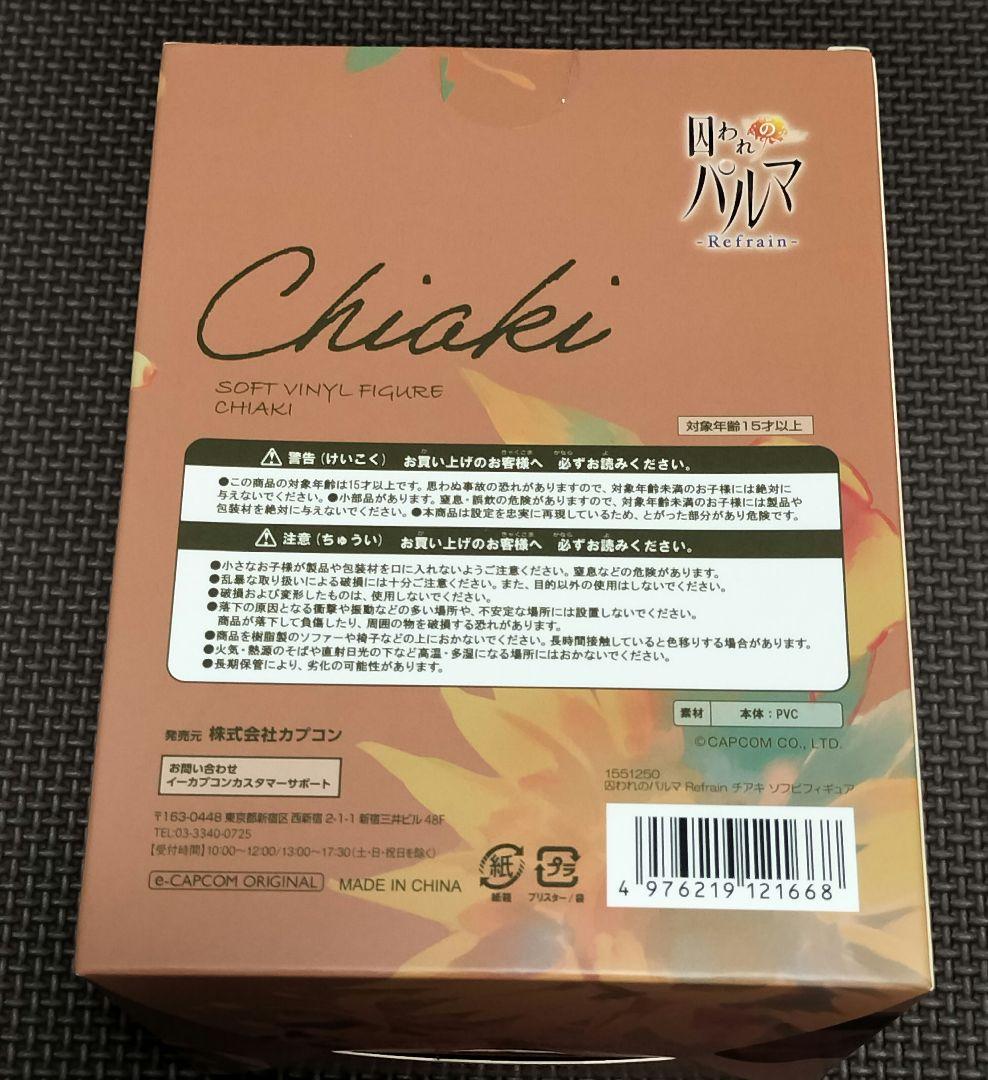 囚われの
パルマ
-Refrain-
Chiaki
SOFT VINYL FIGURE
CHIAKI
対象年齢15才以上
警告(けいこく) お買い上げのお客様へ 必ずお読みください。
●この商品の対象年齢は15才以上です。思わぬ事故の恐れがありますので、対象年齢未満のお子様には絶対に
与えないでください。●小部品があります。窒息・誤飲の危険がありますので、対象年齢未満のお子様には製品や
包装材を絶対に与えないでください。●本商品は設定を忠実に再現しているため、とがった部分があり危険です。
注意(ちゅうい) お買い上げのお客様へ 必ずお読みください。
●小さなお子様が製品や包装材を口に入れないようご注意ください。窒息などの危険があります。
●乱暴な取り扱いによる破損には十分ご注意ください。また、目的以外の使用はしないでください。
●破損および変形したものは、使用しないでください。
●落下の原因となる衝撃や振動などの多い場所や、不安定な場所には設置しないでください。
商品が落下して負傷したり、周囲の物を破損する恐れがあります。
●商品を樹脂製のソファーや椅子などの上におかないでください。長時間接触していると色移りする場合があります。
●火気・熱源のそばや直射日光の下など高温・多湿になる場所にはおかないでください。
●長期保管により、劣化の可能性があります。
素材 本体:PVC
©CAPCOM CO., LTD.
発売元 株式会社カプコン
お問い合わせ
イーカプコンカスタマーサポート
〒163-0448 東京都新宿区 西新宿 2-1-1 新宿三井ビル 48F
TEL:03-3340-0725
【受付時間】10:00~12:00/13:00~17:30(土・日・祝日を除く)
e-CAPCOM ORIGINAL MADE IN CHINA
紙
紙箱
プラ
ブリスター/袋
1551250
囚われのパルマ Refrain チアキ ソフビフィギュア
4 976219 121668